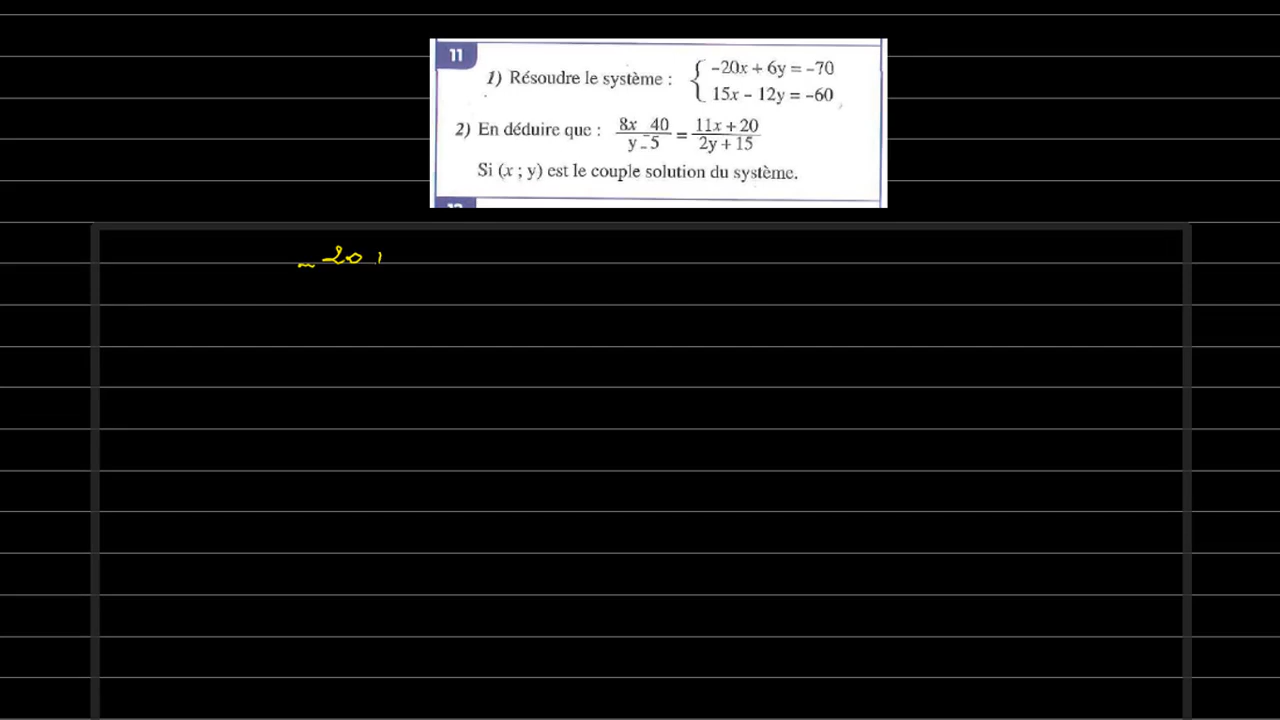 11
1) Résoudre le système : { -20x + 6y = -70
15x - 12y = -60
2) En déduire que : 8x 40 / y - 5 = 11x + 20 / 2y + 15
Si (x ; y) est le couple solution du système.
- 20